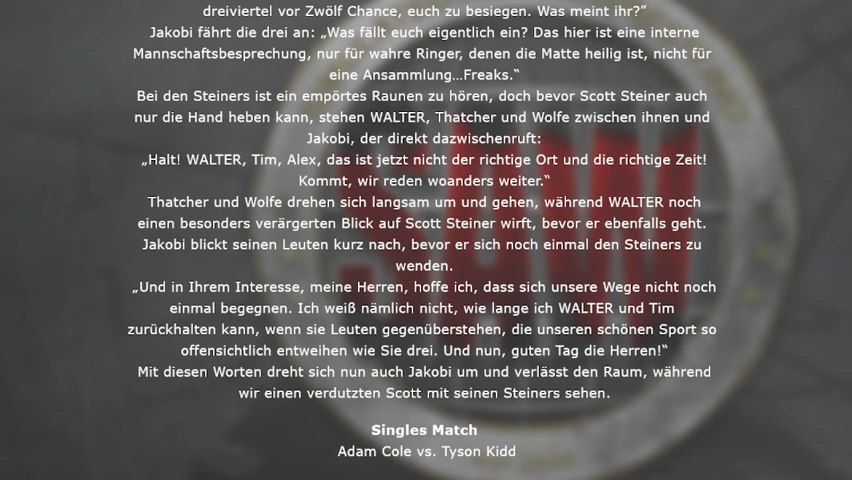 dreiviertel vor Zwölf Chance, euch zu besiegen. Was meint ihr?"
Jakobi fährt die drei an: „Was fällt euch eigentlich ein? Das hier ist eine interne
Mannschaftsbesprechung, nur für wahre Ringer, denen die Matte heilig ist, nicht für
eine Ansammlung…Freaks.“
Bei den Steiners ist ein empörtes Raunen zu hören, doch bevor Scott Steiner auch
nur die Hand heben kann, stehen WALTER, Thatcher und Wolfe zwischen ihnen und
Jakobi, der direkt dazwischenruft:
„Halt! WALTER, Tim, Alex, das ist jetzt nicht der richtige Ort und die richtige Zeit!
Kommt, wir reden woanders weiter.“
Thatcher und Wolfe drehen sich langsam um und gehen, während WALTER noch
einen besonders verärgerten Blick auf Scott Steiner wirft, bevor er ebenfalls geht.
Jakobi blickt seinen Leuten kurz nach, bevor er sich noch einmal den Steiners zu
wenden.
„Und in Ihrem Interesse, meine Herren, hoffe ich, dass sich unsere Wege nicht noch
einmal begegnen. Ich weiß nämlich nicht, wie lange ich WALTER und Tim
zurückhalten kann, wenn sie Leuten gegenüberstehen, die unseren schönen Sport so
offensichtlich entweihen wie Sie drei. Und nun, guten Tag die Herren!“
Mit diesen Worten dreht sich nun auch Jakobi um und verlässt den Raum, während
wir einen verdutzten Scott mit seinen Steiners sehen.
Singles Match
Adam Cole vs. Tyson Kidd